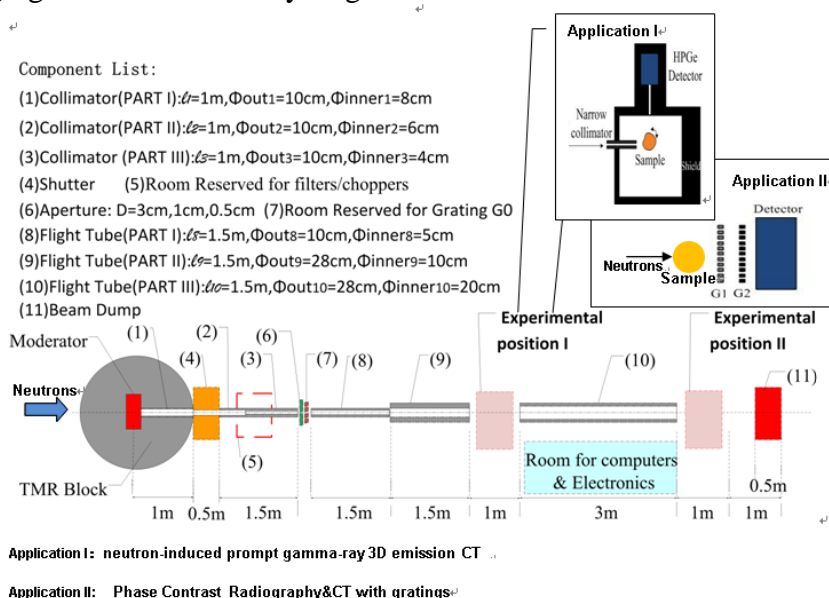 Component List:
(1)Collimator(PART I):ℓ1=1m,Φout1=10cm,Φinner1=8cm
(2)Collimator(PART II):ℓ2=1m,Φout2=10cm,Φinner2=6cm
(3)Collimator (PART III):ℓ3=1m,Φout3=10cm,Φinner3=4cm
(4)Shutter (5)Room Reserved for filters/choppers
(6)Aperture: D=3cm,1cm,0.5cm (7)Room Reserved for Grating G0
(8)Flight Tube(PART I):ℓ8=1.5m,Φout8=10cm,Φinner8=5cm
(9)Flight Tube(PART II):ℓ9=1.5m,Φout9=28cm,Φinner9=10cm
(10)Flight Tube(PART III):ℓ10=1.5m,Φout10=28cm,Φinner10=20cm
(11)Beam Dump
Application I
HPGe
Detector
Narrow
collimator
Sample
Shield
Application II
Detector
Neutrons
Sample
G1 G2
Experimental
position I
Experimental
position II
Moderator
(1)
(2)
(3)
(4)
(5)
(6)
(7)
(8)
(9)
(10)
(11)
Neutrons
TMR Block
Room for computers
& Electronics
1m 0.5m 1.5m 1.5m 1.5m 1m 3m 1m 1m
0.5m
Application I: neutron-induced prompt gamma-ray 3D emission CT
Application II: Phase Contrast Radiography&CT with gratings